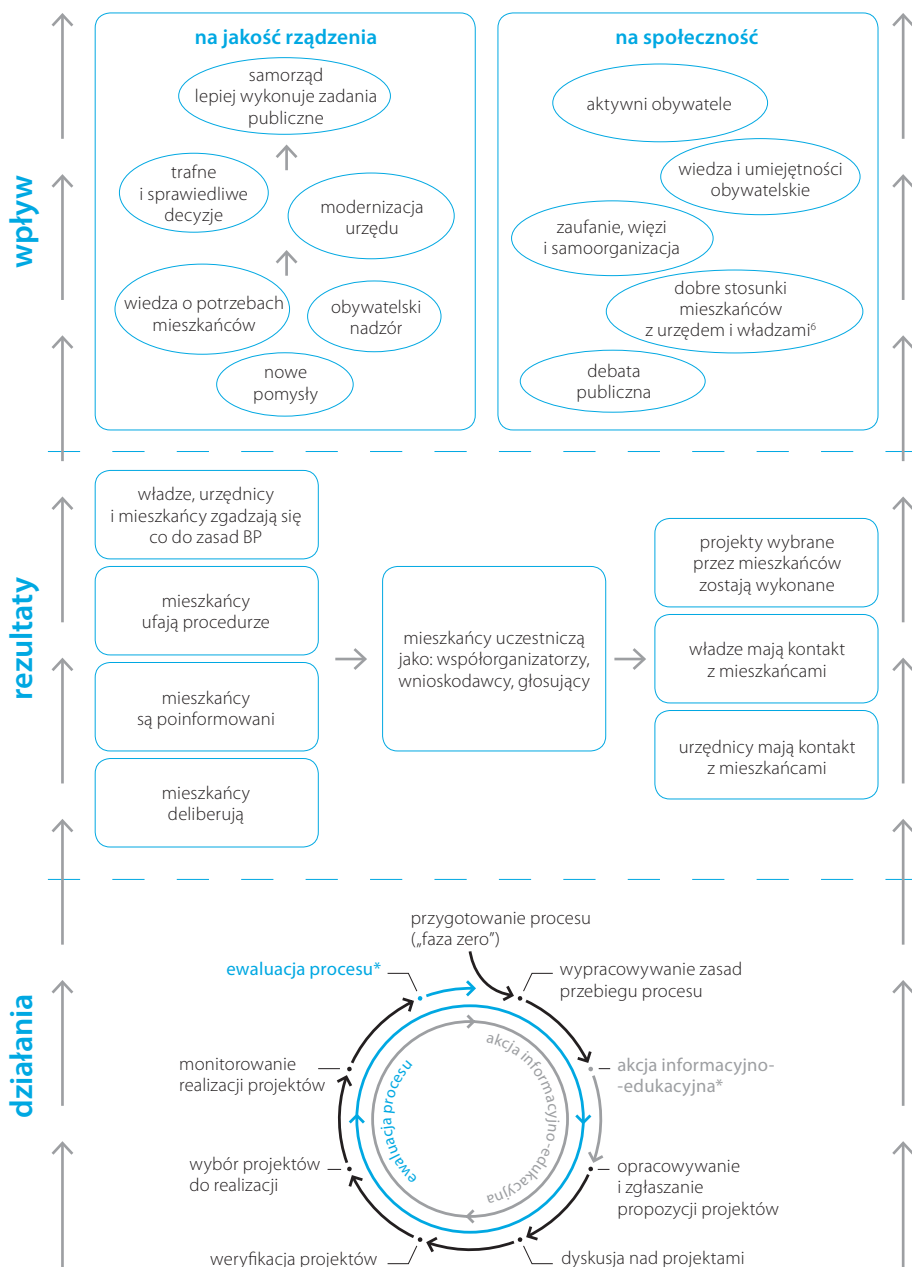 wpływ
na jakość rządzenia
samorząd
lepiej wykonuje zadania
publiczne
trafne
i sprawiedliwe
decyzje
modernizacja
urzędu
wiedza o potrzebach
mieszkańców
obywatelski
nadzór
nowe
pomysły
na społeczność
aktywni obywatele
wiedza i umiejętności
obywatelskie
zaufanie, więzi
i samoorganizacja
dobre stosunki
mieszkańców
z urzędem i władzami⁶
debata
publiczna
rezultaty
władze, urzędnicy
i mieszkańcy zgadzają się
co do zasad BP
mieszkańcy
ufają procedurze
mieszkańcy
są poinformowani
mieszkańcy
deliberują
mieszkańcy uczestniczą
jako: współorganizatorzy,
wnioskodawcy, głosujący
projekty wybrane
przez mieszkańców
zostają wykonane
władze mają kontakt
z mieszkańcami
urzędnicy mają kontakt
z mieszkańcami
działania
przygotowanie procesu
(„faza zero”)
wypracowywanie zasad
przebiegu procesu
akcja informacyjno-
-edukacyjna*
opracowywanie
i zgłaszanie
propozycji projektów
dyskusja nad projektami
weryfikacja projektów
wybór projektów
do realizacji
monitorowanie
realizacji projektów
ewaluacja procesu*
ewaluacja procesu
akcja informacyjno-edukacyjna